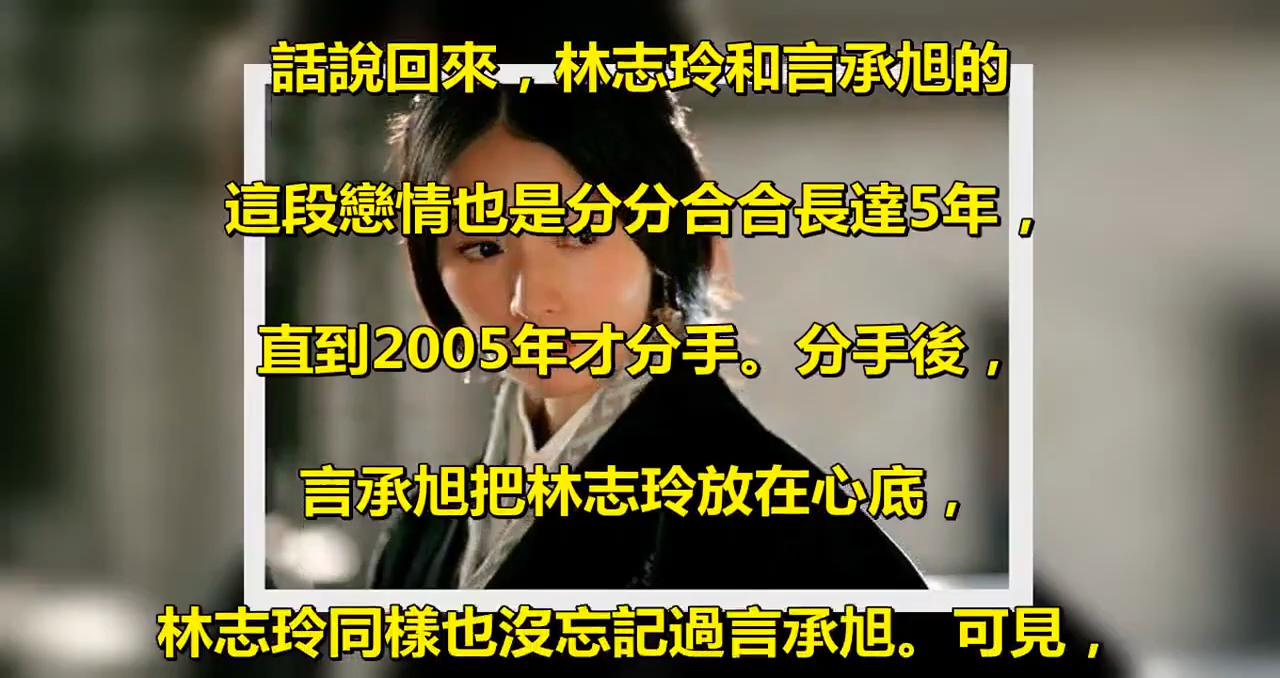 話說回來，林志玲和言承旭的
這段戀情也是分分合合長達5年，
直到2005年才分手。分手後，
言承旭把林志玲放在心底，
林志玲同樣也沒忘記過言承旭。可見，